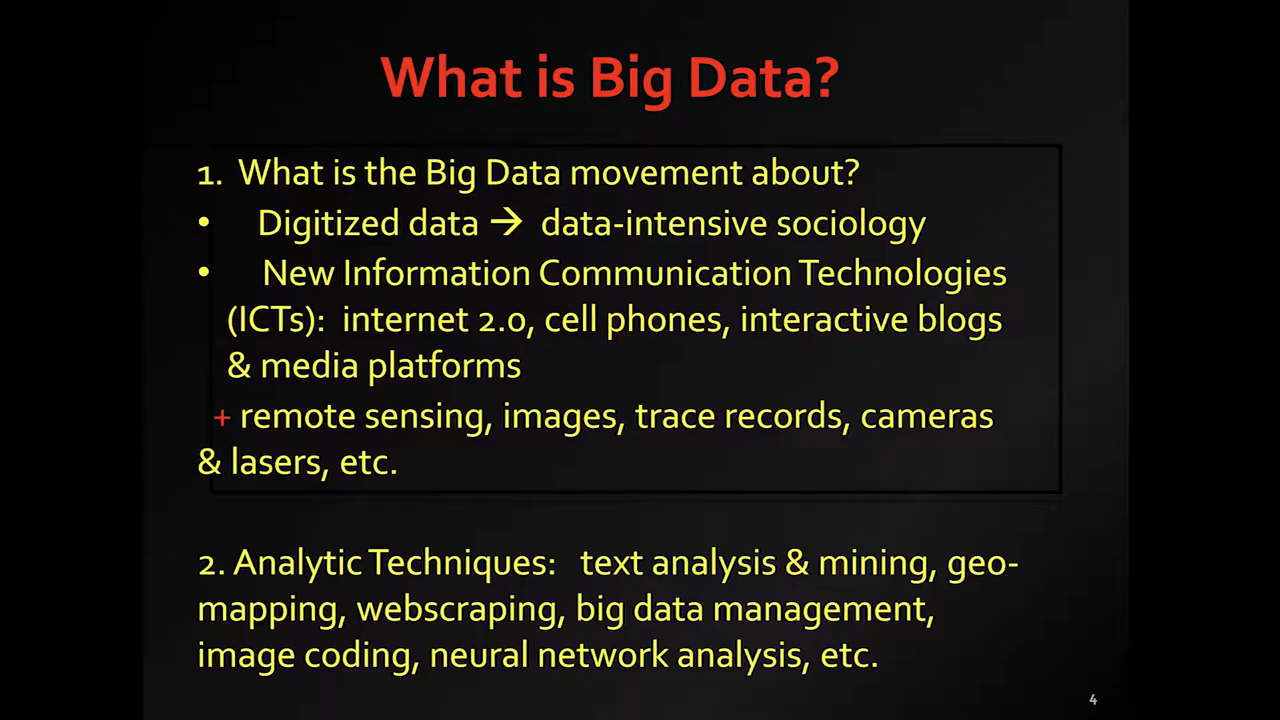 What is Big Data?
1. What is the Big Data movement about?
• Digitized data → data-intensive sociology
• New Information Communication Technologies
(ICTs): internet 2.0, cell phones, interactive blogs
& media platforms
+ remote sensing, images, trace records, cameras
& lasers, etc.
2. Analytic Techniques: text analysis & mining, geo-
mapping, webscraping, big data management,
image coding, neural network analysis, etc.
4